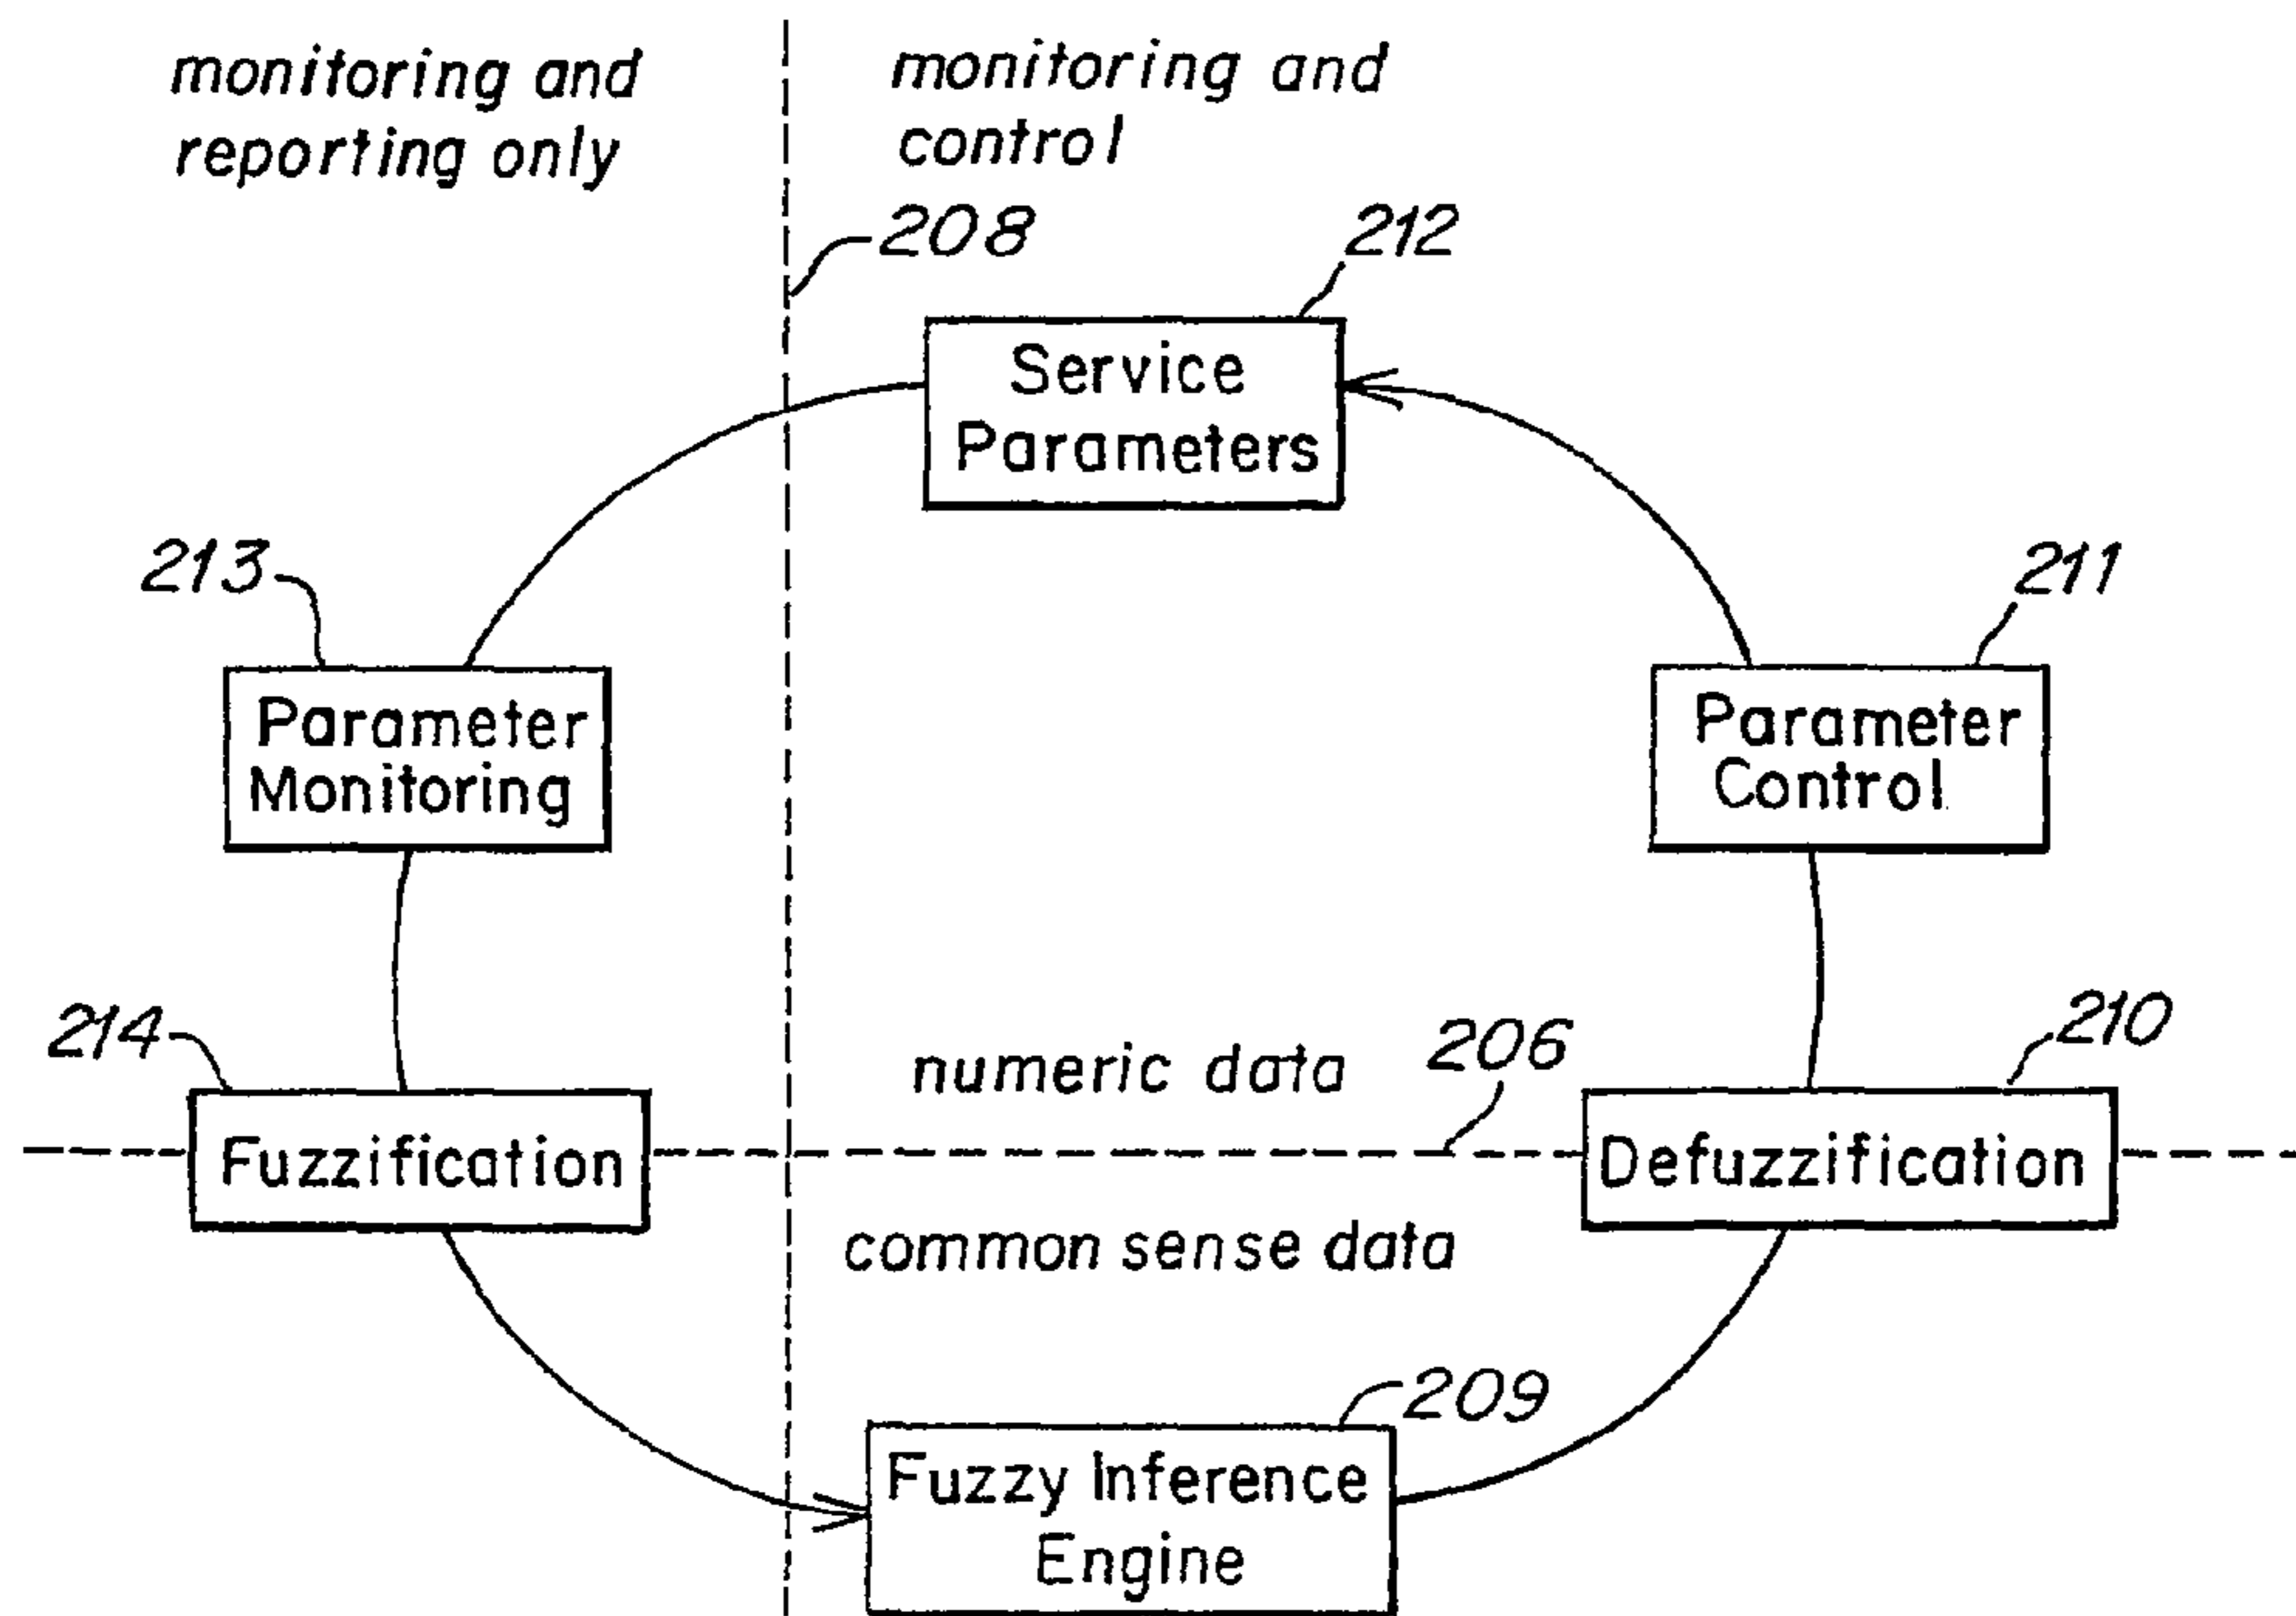 monitoring and
reporting only
monitoring and
control
208
212
Service
Parameters
213
211
Parameter
Monitoring
Parameter
Control
214
numeric data
206
210
Fuzzification
Defuzzification
common sense data
209
Fuzzy Inference
Engine